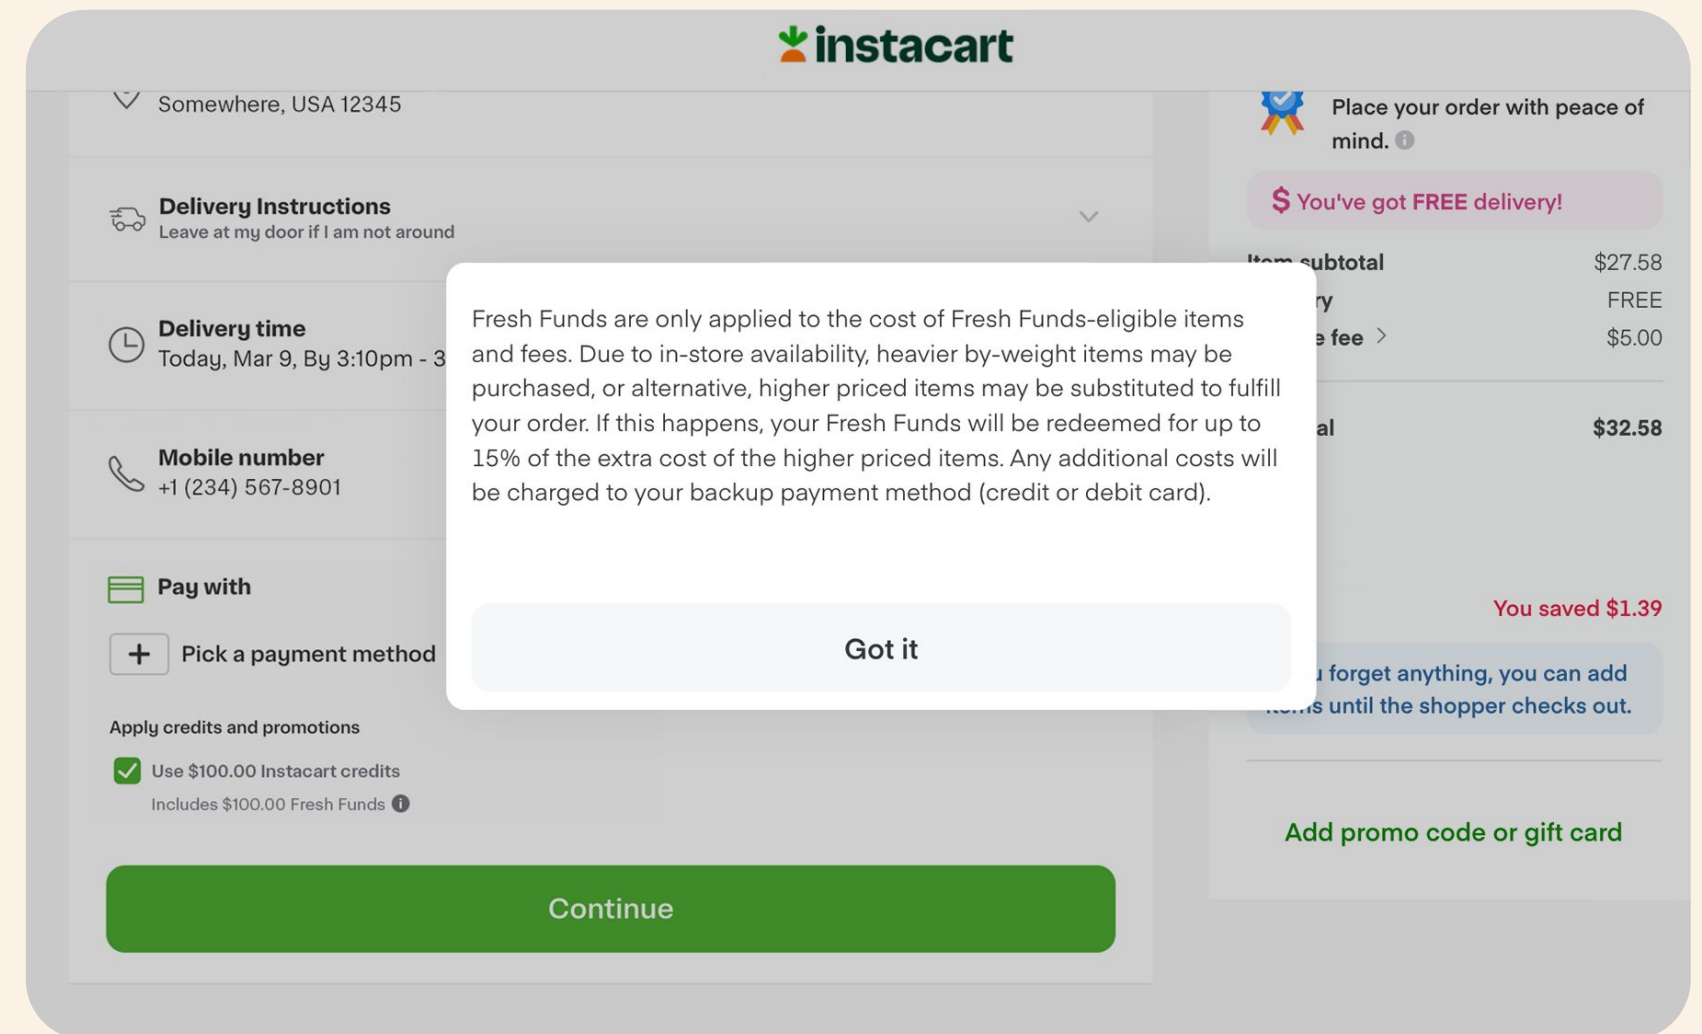 instacart
Somewhere, USA 12345
Delivery Instructions
Leave at my door if I am not around
Delivery time
Today, Mar 9, By 3:10pm - 3
Mobile number
+1 (234) 567-8901
Pay with
+ Pick a payment method
Apply credits and promotions
Use $100.00 Instacart credits
Includes $100.00 Fresh Funds
Continue
Fresh Funds are only applied to the cost of Fresh Funds-eligible items
and fees. Due to in-store availability, heavier by-weight items may be
purchased, or alternative, higher priced items may be substituted to fulfill
your order. If this happens, your Fresh Funds will be redeemed for up to
15% of the extra cost of the higher priced items. Any additional costs will
be charged to your backup payment method (credit or debit card).
Got it
Place your order with peace of
mind.
$ You've got FREE delivery!
Item subtotal $27.58
FREE
fee $5.00
$32.58
You saved $1.39
forget anything, you can add
items until the shopper checks out.
Add promo code or gift card